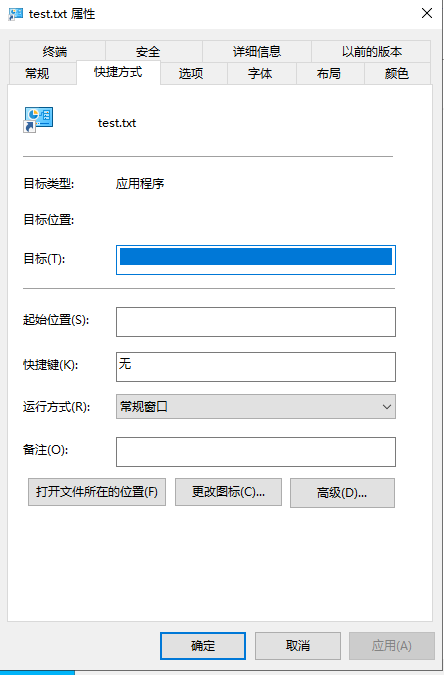 test.txt 属性
终端 安全 详细信息 以前的版本
常规 快捷方式 选项 字体 布局 颜色
test.txt
目标类型: 应用程序
目标位置:
目标(T):
起始位置(S):
快捷键(K): 无
运行方式(R): 常规窗口
备注(O):
打开文件所在的位置(F) 更改图标(C)... 高级(D)...
确定 取消 应用(A)